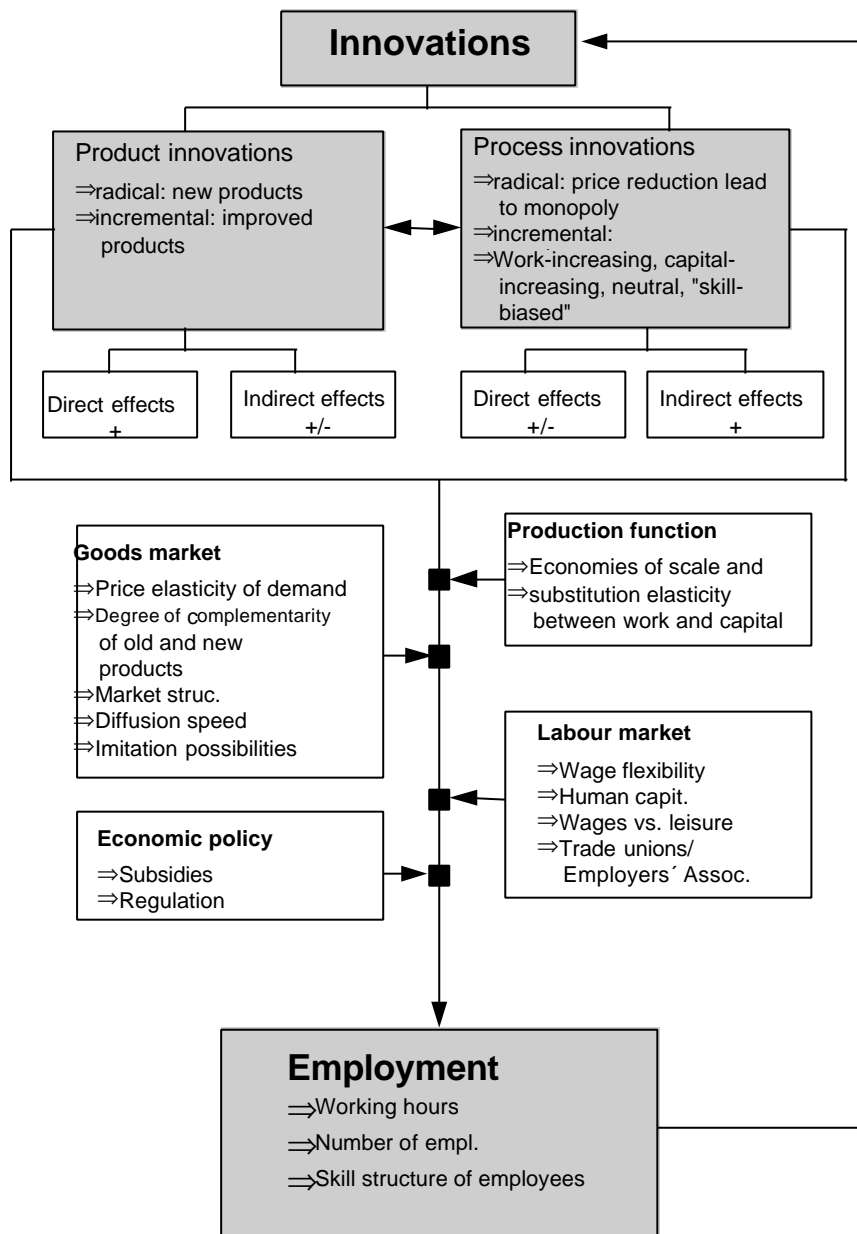 Innovations
Product innovations
⇒radical: new products
⇒incremental: improved
products
Process innovations
⇒radical: price reduction lead
to monopoly
⇒incremental:
⇒Work-increasing, capital-
increasing, neutral, "skill-
biased"
Direct effects
+
Indirect effects
+/-
Direct effects
+/-
Indirect effects
+
Goods market
⇒Price elasticity of demand
⇒Degree of complementarity
of old and new
products
⇒Market struc.
⇒Diffusion speed
⇒Imitation possibilities
Production function
⇒Economies of scale and
⇒substitution elasticity
between work and capital
Labour market
⇒Wage flexibility
⇒Human capit.
⇒Wages vs. leisure
⇒Trade unions/
Employers´ Assoc.
Economic policy
⇒Subsidies
⇒Regulation
Employment
⇒Working hours
⇒Number of empl.
⇒Skill structure of employees